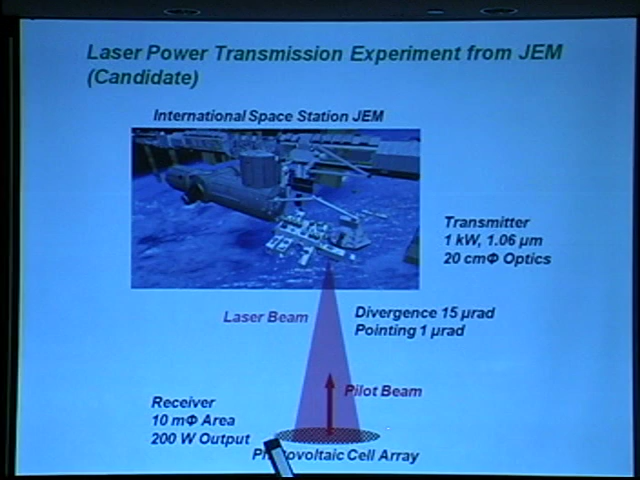 Laser Power Transmission Experiment from JEM
(Candidate)
International Space Station JEM
Transmitter
1 kW, 1.06 μm
20 cmΦ Optics
Laser Beam
Divergence 15 μrad
Pointing 1 μrad
Pilot Beam
Receiver
10 mΦ Area
200 W Output
Cell Array